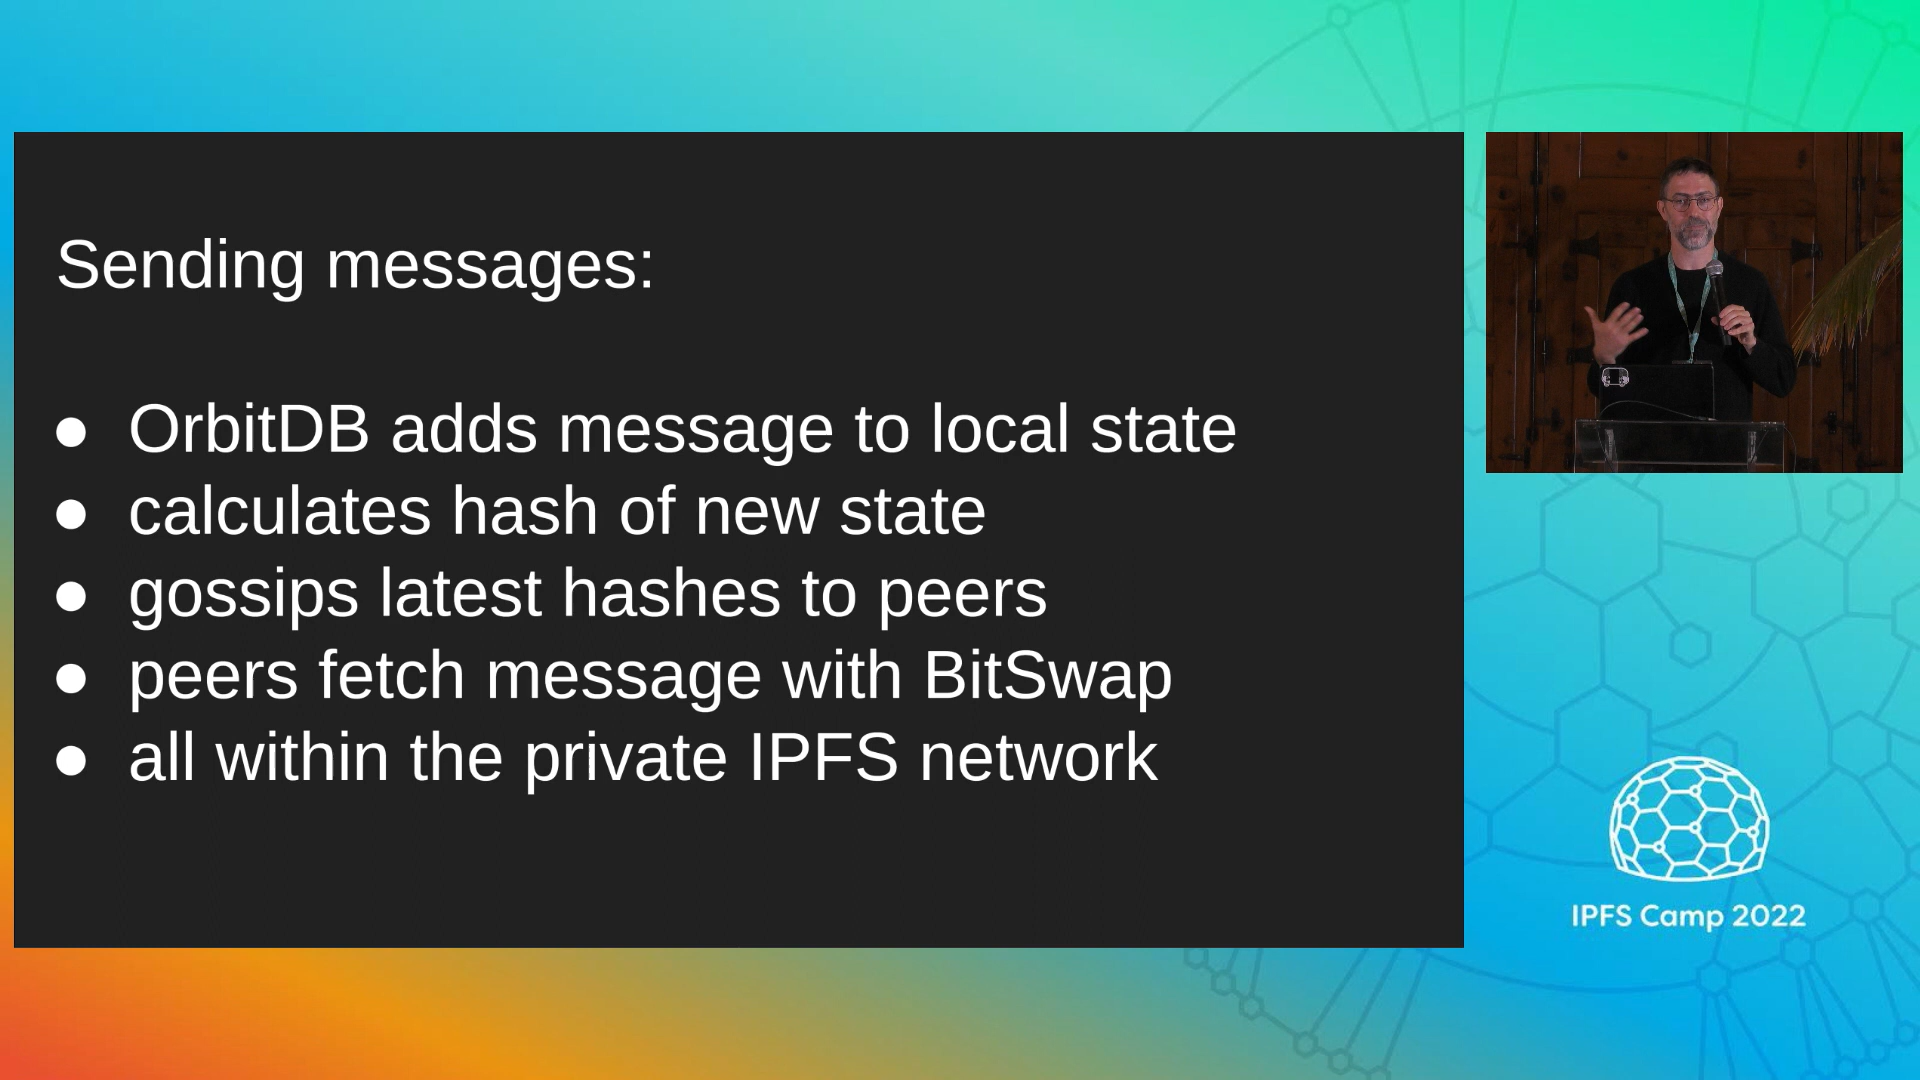 Sending messages:
● OrbitDB adds message to local state
● calculates hash of new state
● gossips latest hashes to peers
● peers fetch message with BitSwap
● all within the private IPFS network
IPFS Camp 2022